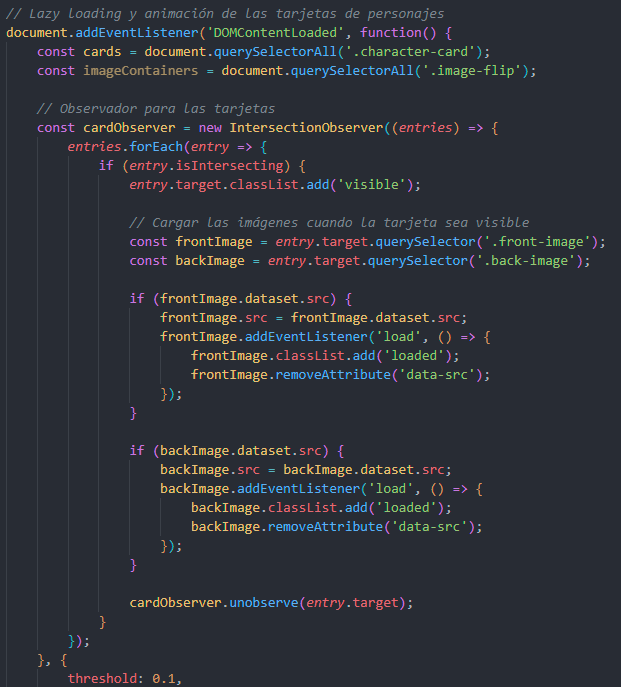 // Lazy loading y animación de las tarjetas de personajes
document.addEventListener('DOMContentLoaded', function() {
    const cards = document.querySelectorAll('.character-card');
    const imageContainers = document.querySelectorAll('.image-flip');

    // Observador para las tarjetas
    const cardObserver = new IntersectionObserver((entries) => {
        entries.forEach(entry => {
            if (entry.isIntersecting) {
                entry.target.classList.add('visible');

                // Cargar las imágenes cuando la tarjeta sea visible
                const frontImage = entry.target.querySelector('.front-image');
                const backImage = entry.target.querySelector('.back-image');

                if (frontImage.dataset.src) {
                    frontImage.src = frontImage.dataset.src;
                    frontImage.addEventListener('load', () => {
                        frontImage.classList.add('loaded');
                        frontImage.removeAttribute('data-src');
                    });
                }

                if (backImage.dataset.src) {
                    backImage.src = backImage.dataset.src;
                    backImage.addEventListener('load', () => {
                        backImage.classList.add('loaded');
                        backImage.removeAttribute('data-src');
                    });
                }

                cardObserver.unobserve(entry.target);
            }
        });
    }, {
        threshold: 0.1,